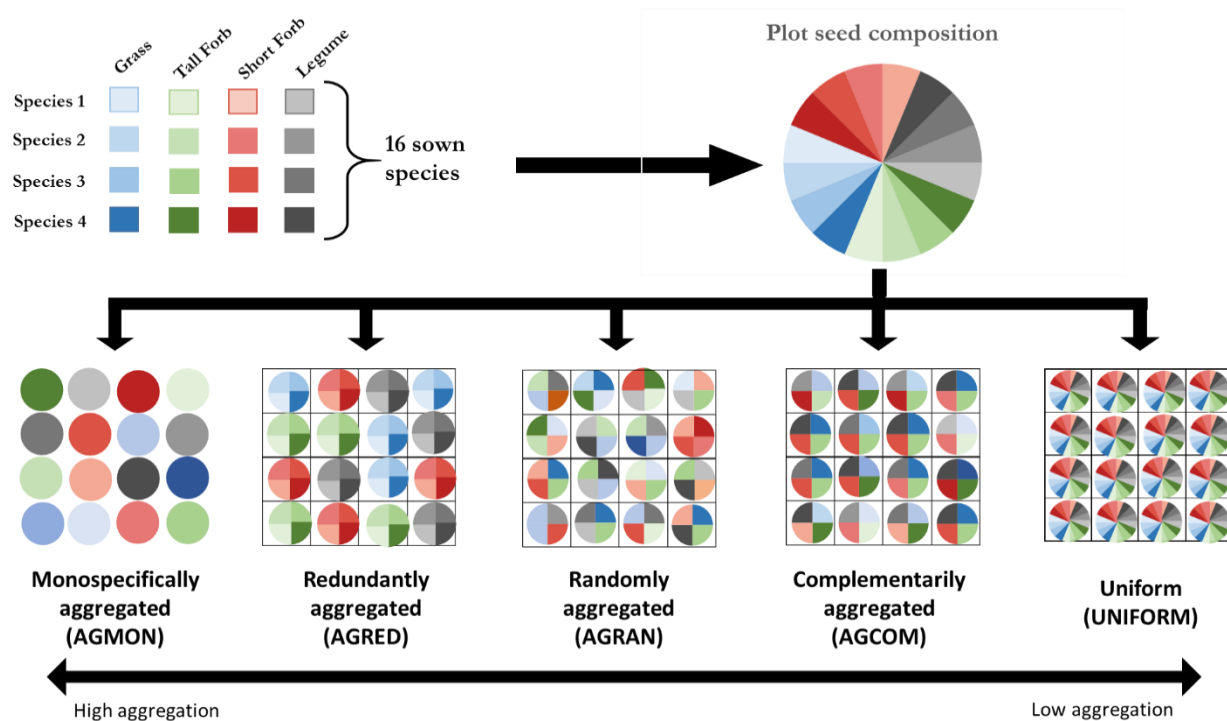 Grass
Tall Forb
Short Forb
Legume
Species 1
Species 2
Species 3
Species 4
16 sown
species
Plot seed composition
Monospecifically
aggregated
(AGMON)
Redundantly
aggregated
(AGRED)
Randomly
aggregated
(AGRAN)
Complementarily
aggregated
(AGCOM)
Uniform
(UNIFORM)
High aggregation
Low aggregation